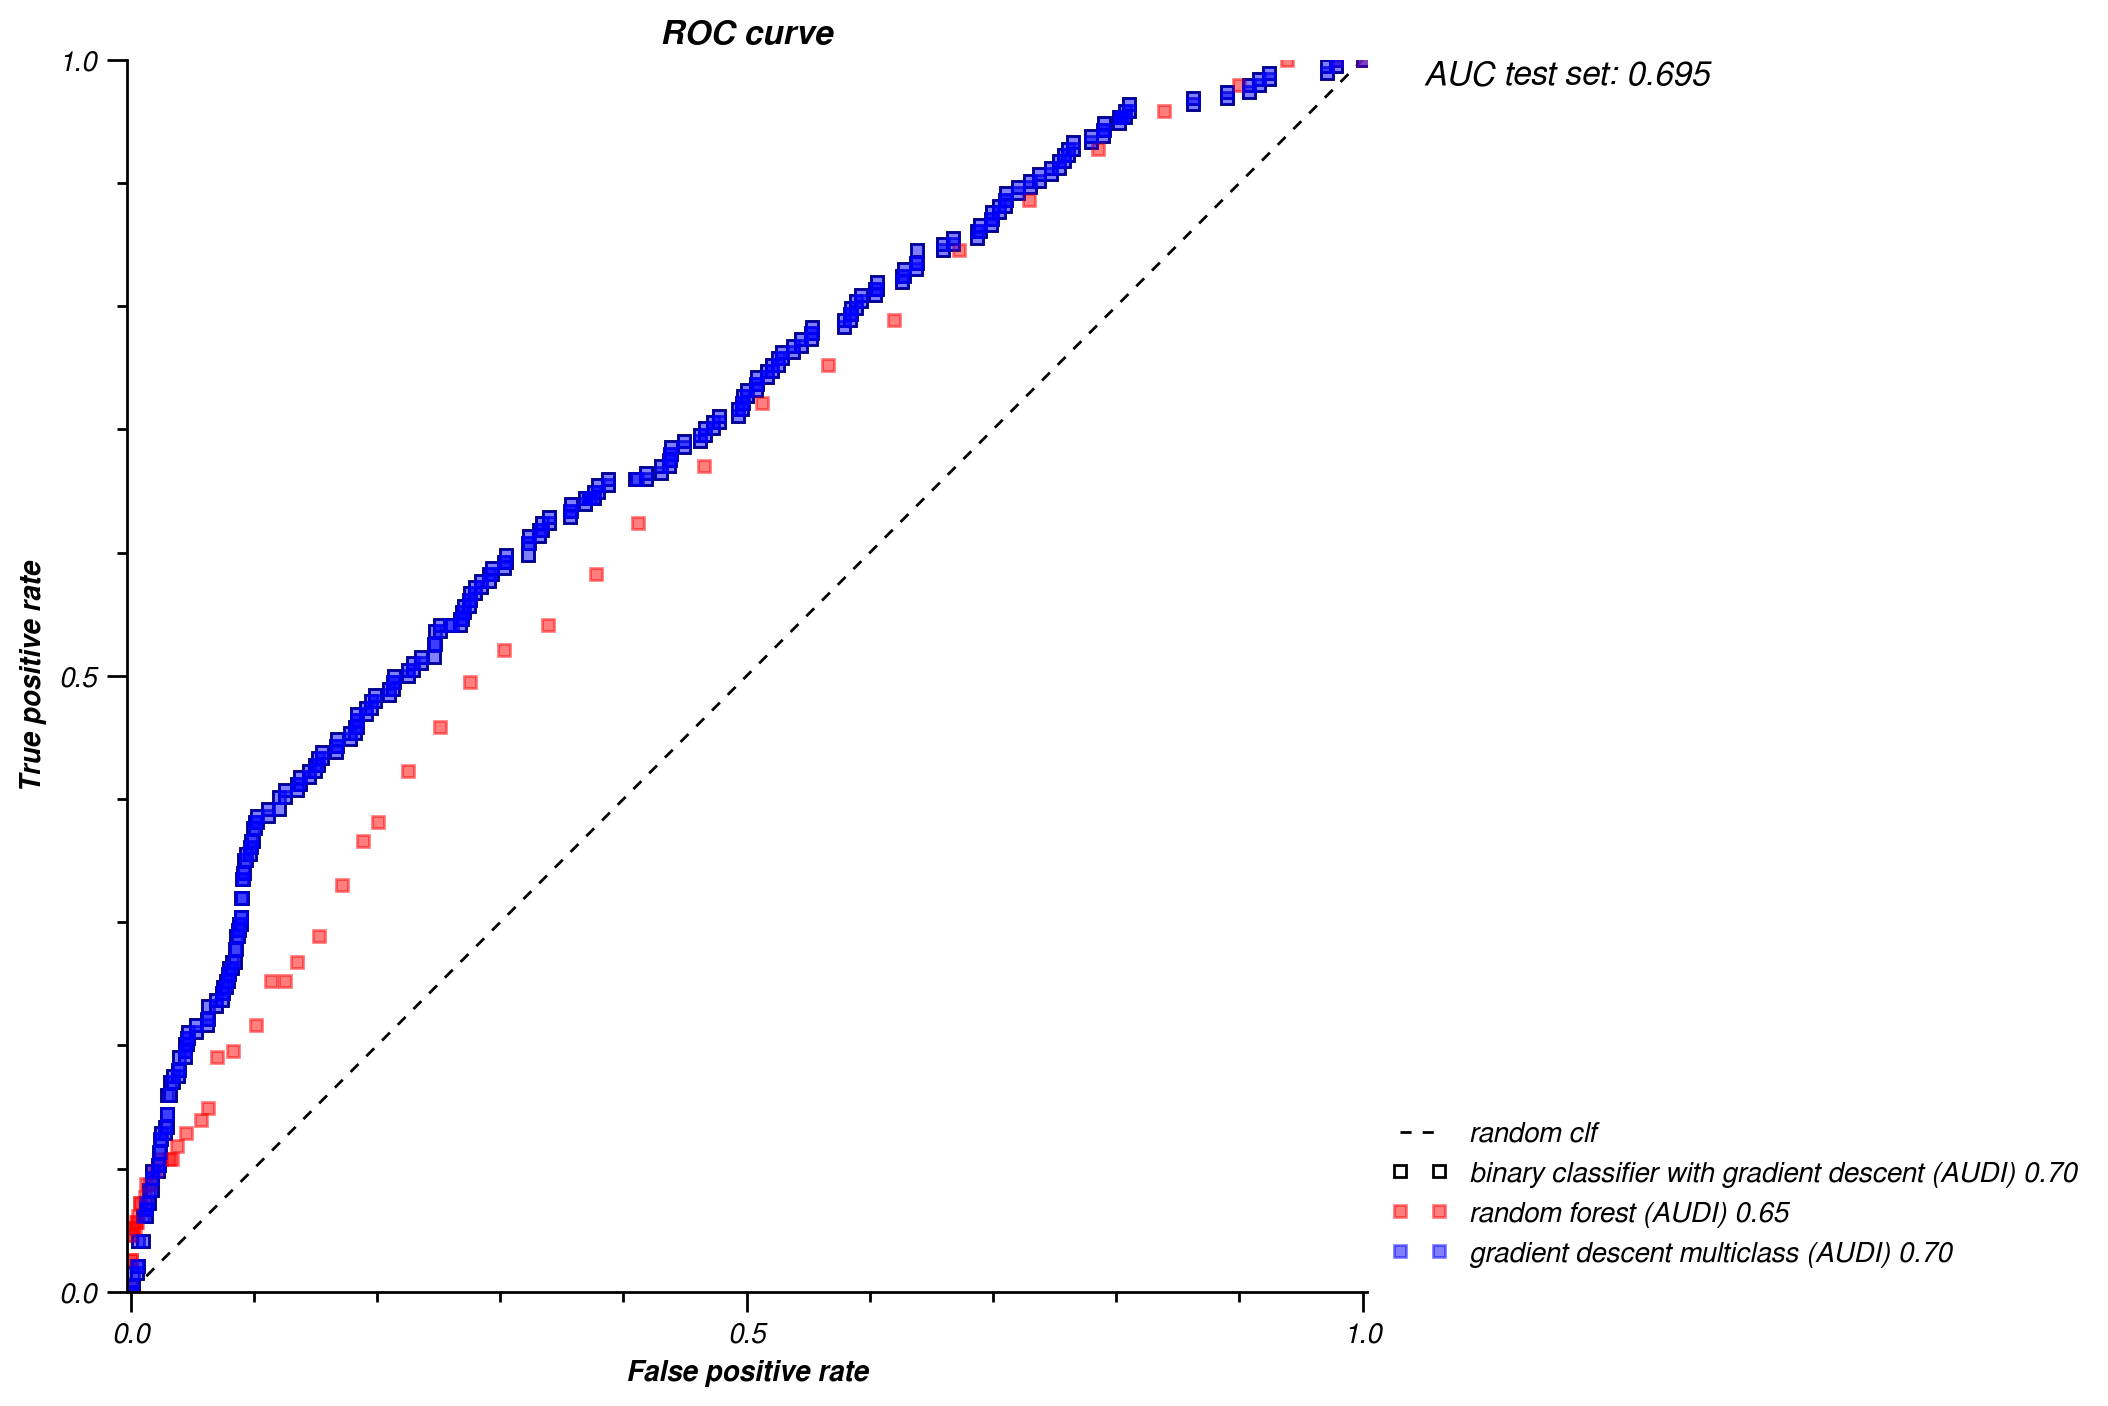 ROC curve
AUC test set: 0.695
1.0
0.5
0.0
True positive rate
0.0 0.5 1.0
False positive rate
random clf
binary classifier with gradient descent (AUDI) 0.70
random forest (AUDI) 0.65
gradient descent multiclass (AUDI) 0.70